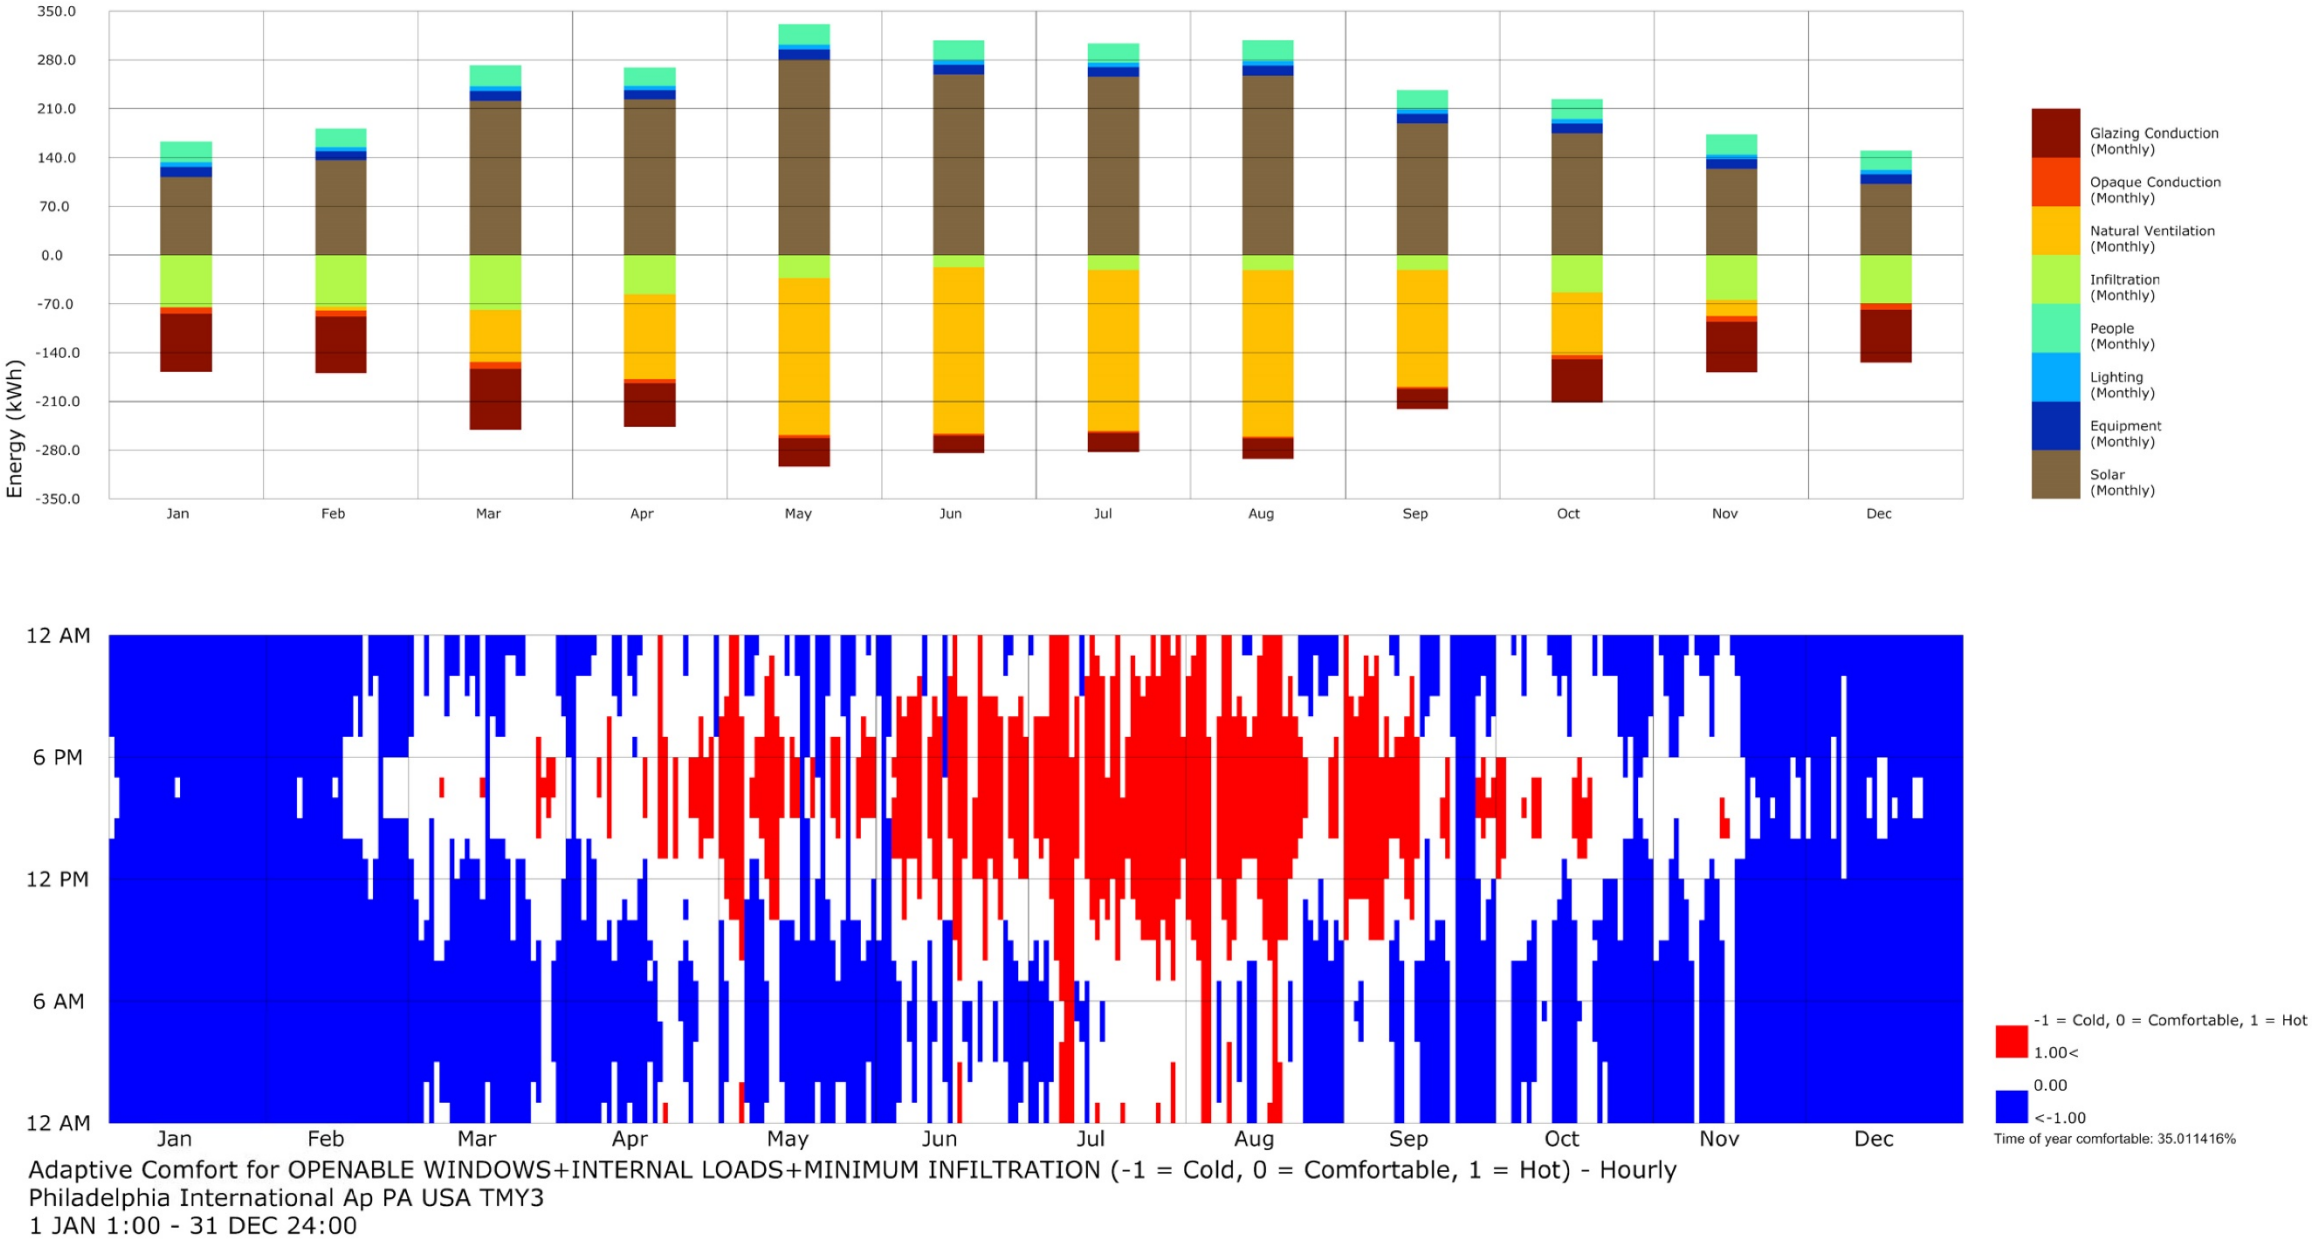 350.0
280.0
210.0
140.0
70.0
0.0
-70.0
-140.0
-210.0
-280.0
-350.0
Energy (kWh)
Jan Feb Mar Apr May Jun Jul Aug Sep Oct Nov Dec
Glazing Conduction
(Monthly)
Opaque Conduction
(Monthly)
Natural Ventilation
(Monthly)
Infiltration
(Monthly)
People
(Monthly)
Lighting
(Monthly)
Equipment
(Monthly)
Solar
(Monthly)
12 AM
6 PM
12 PM
6 AM
12 AM
Jan Feb Mar Apr May Jun Jul Aug Sep Oct Nov Dec
-1 = Cold, 0 = Comfortable, 1 = Hot
1.00<
0.00
<-1.00
Time of year comfortable: 35.011416%
Adaptive Comfort for OPENABLE WINDOWS+INTERNAL LOADS+MINIMUM INFILTRATION (-1 = Cold, 0 = Comfortable, 1 = Hot) - Hourly
Philadelphia International Ap PA USA TMY3
1 JAN 1:00 - 31 DEC 24:00